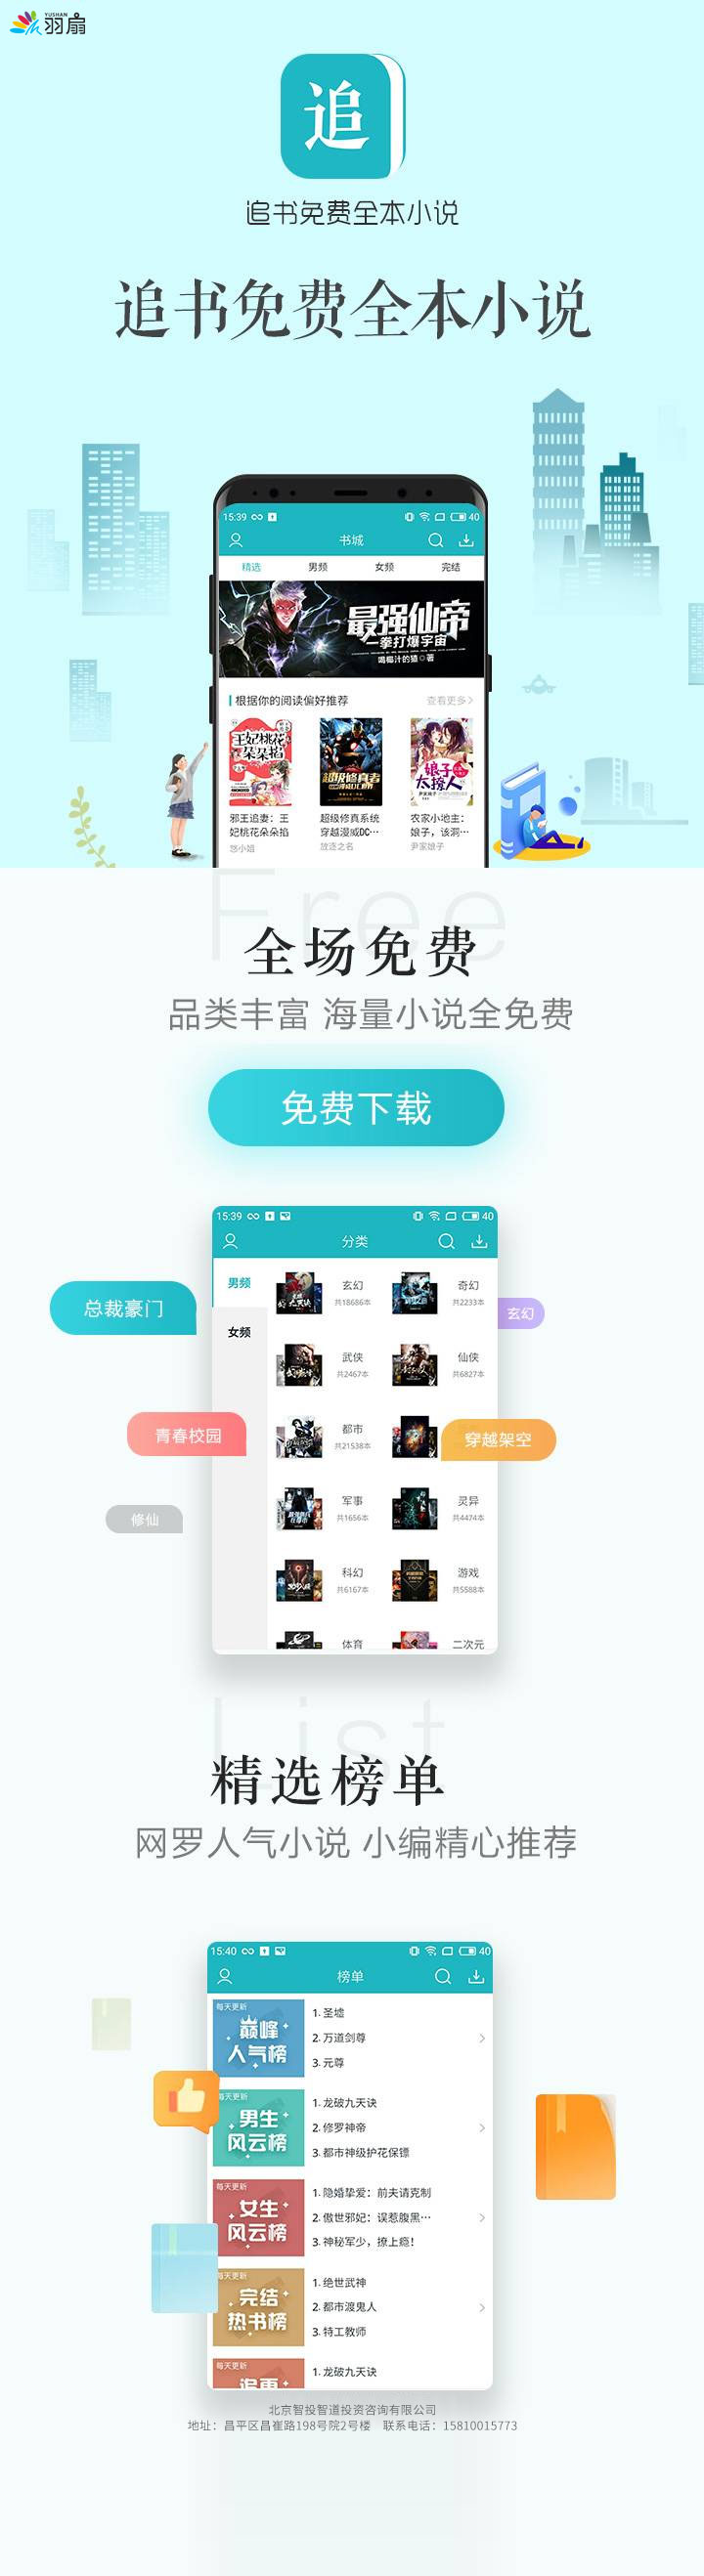 YUSHAN
羽扇
追
追书免费全本小说
追书免费全本小说
15:39 40
书城
精选 男频 女频 完结
最强仙帝
一拳打爆宇宙
喝椰汁的猿◎著
根据你的阅读偏好推荐 查看更多
王妃桃花
朵朵掐
超级修真者
娘子
太撩人
邪王追妻：王 超级修真系统 农家小地主：
妃桃花朵朵掐 穿越漫威DC… 娘子，该洞…
悠小姐 放逐之名 尹家娘子
Free
全场免费
品类丰富 海量小说全免费
免费下载
15:39 40
分类
男频
女频
玄幻 奇幻
共18686本 共2233本
总裁豪门
玄幻
武侠 仙侠
共2467本 共6827本
都市
共21538本
青春校园
穿越架空
军事 灵异
共1656本 共4474本
修仙
科幻 游戏
共6167本 共5588本
体育 二次元
List
精选榜单
网罗人气小说 小编精心推荐
15:40 40
榜单
每天更新
巅峰
人气榜
1. 圣墟
2. 万道剑尊
3. 元尊
每天更新
男生
风云榜
1. 龙破九天诀
2. 修罗神帝
3. 都市神级护花保镖
每天更新
女生
风云榜
1. 隐婚挚爱：前夫请克制
2. 傲世邪妃：误惹腹黑…
3. 神秘军少，撩上瘾！
每天更新
完结
热书榜
1. 绝世武神
2. 都市渡鬼人
3. 特工教师
每天更新
追更
1. 龙破九天诀
北京智投智道投资咨询有限公司
地址：昌平区昌崔路198号院2号楼 联系电话：15810015773